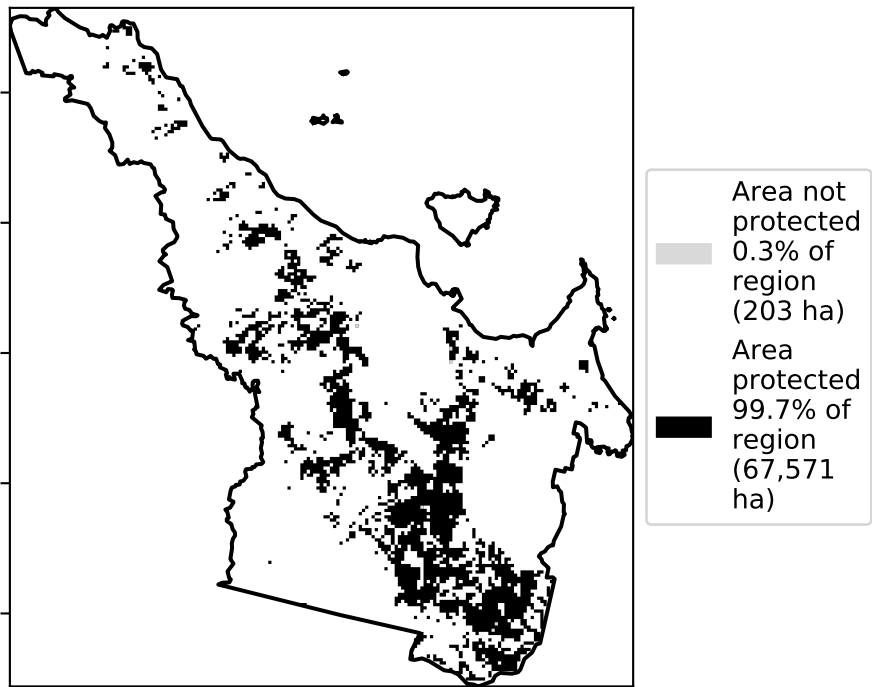 Area not
protected
0.3% of
region
(203 ha)
Area
protected
99.7% of
region
(67,571
ha)